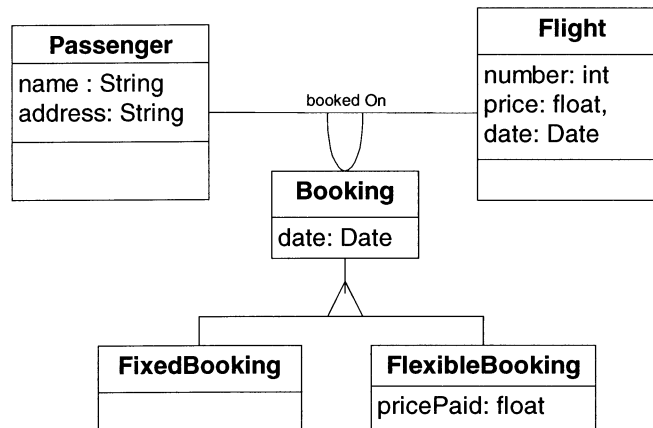 Passenger
name : String
address: String
booked On
Flight
number: int
price: float,
date: Date
Booking
date: Date
FixedBooking
FlexibleBooking
pricePaid: float